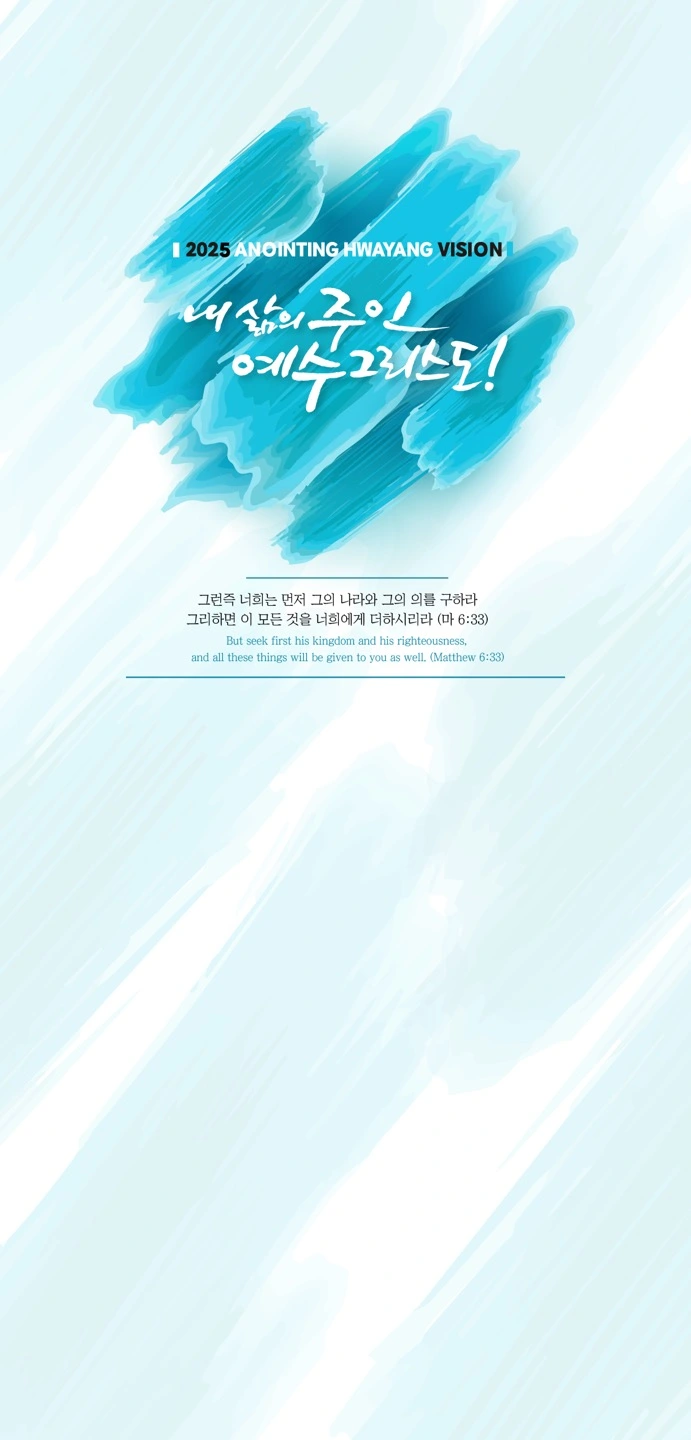 2025 ANOINTING HWAYANG VISION
내 삶의 주인
예수 그리스도!
그런즉 너희는 먼저 그의 나라와 그의 의를 구하라
그리하면 이 모든 것을 너희에게 더하시리라 (마 6:33)
But seek first his kingdom and his righteousness,
and all these things will be given to you as well. (Matthew 6:33)